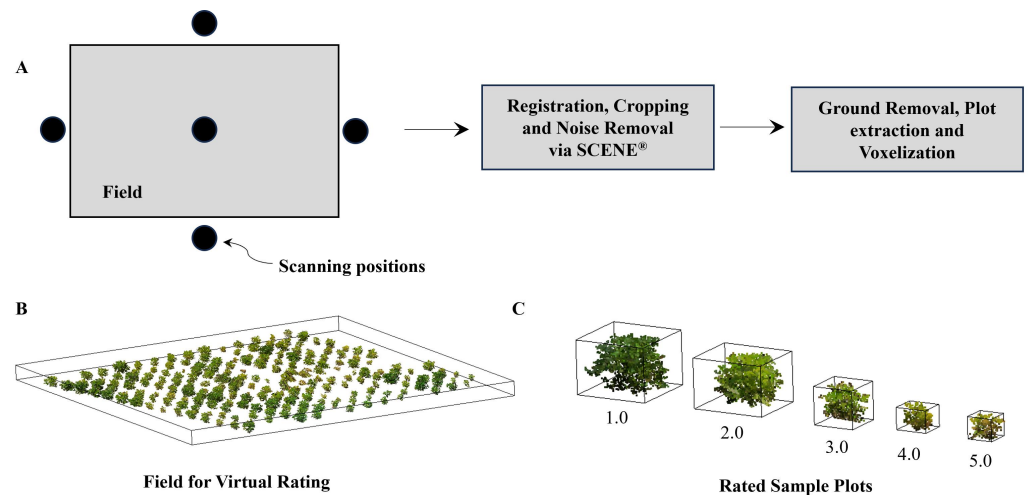 A
Field
Scanning positions
Registration, Cropping
and Noise Removal
via SCENE®
Ground Removal, Plot
extraction and
Voxelization
B
Field for Virtual Rating
C
1.0
2.0
3.0
4.0
5.0
Rated Sample Plots